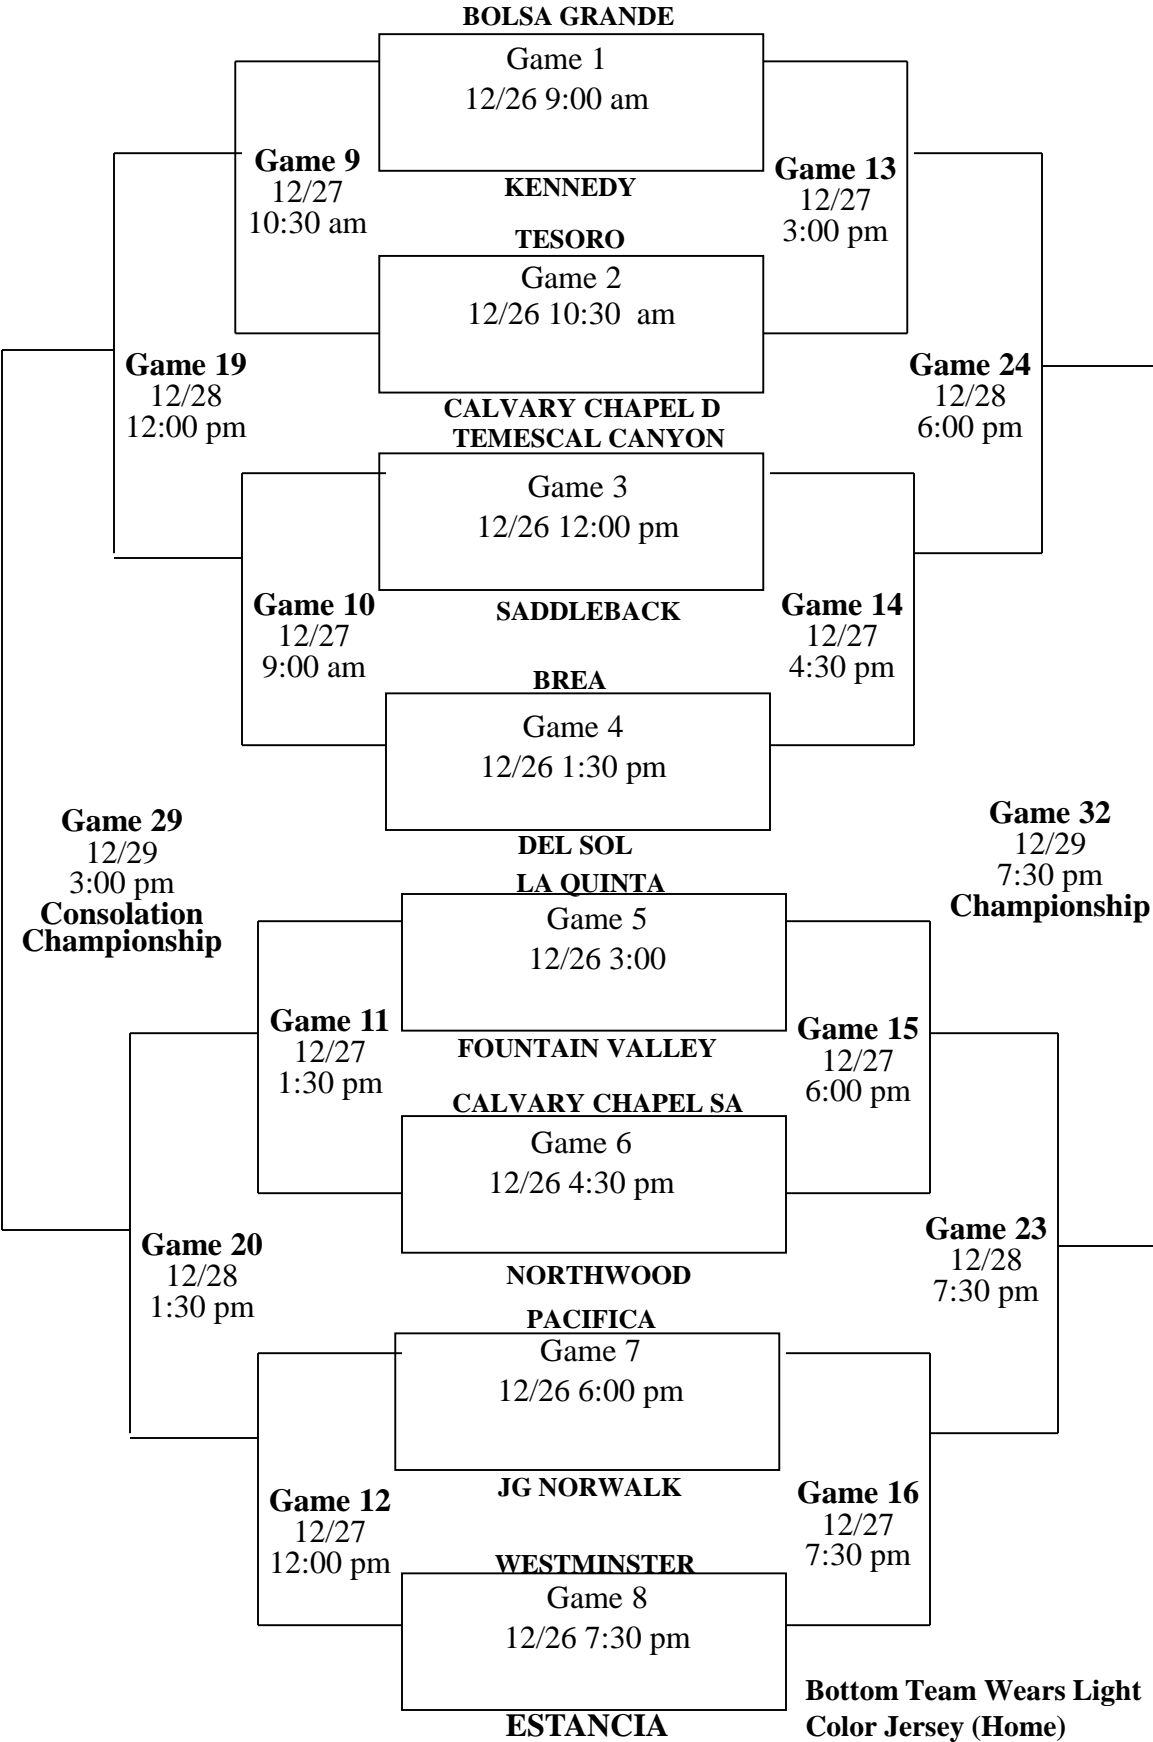 BOLSA GRANDE
Game 1
12/26 9:00 am
KENNEDY
Game 9
12/27
10:30 am
Game 13
12/27
3:00 pm
TESORO
Game 2
12/26 10:30 am
CALVARY CHAPEL D
Game 19
12/28
12:00 pm
Game 24
12/28
6:00 pm
TEMESCAL CANYON
Game 3
12/26 12:00 pm
SADDLEBACK
Game 10
12/27
9:00 am
Game 14
12/27
4:30 pm
BREA
Game 4
12/26 1:30 pm
DEL SOL
Game 29
12/29
3:00 pm
Consolation
Championship
Game 32
12/29
7:30 pm
Championship
LA QUINTA
Game 5
12/26 3:00
FOUNTAIN VALLEY
Game 11
12/27
1:30 pm
Game 15
12/27
6:00 pm
CALVARY CHAPEL SA
Game 6
12/26 4:30 pm
NORTHWOOD
Game 20
12/28
1:30 pm
Game 23
12/28
7:30 pm
PACIFICA
Game 7
12/26 6:00 pm
JG NORWALK
Game 12
12/27
12:00 pm
Game 16
12/27
7:30 pm
WESTMINSTER
Game 8
12/26 7:30 pm
ESTANCIA
Bottom Team Wears Light
Color Jersey (Home)